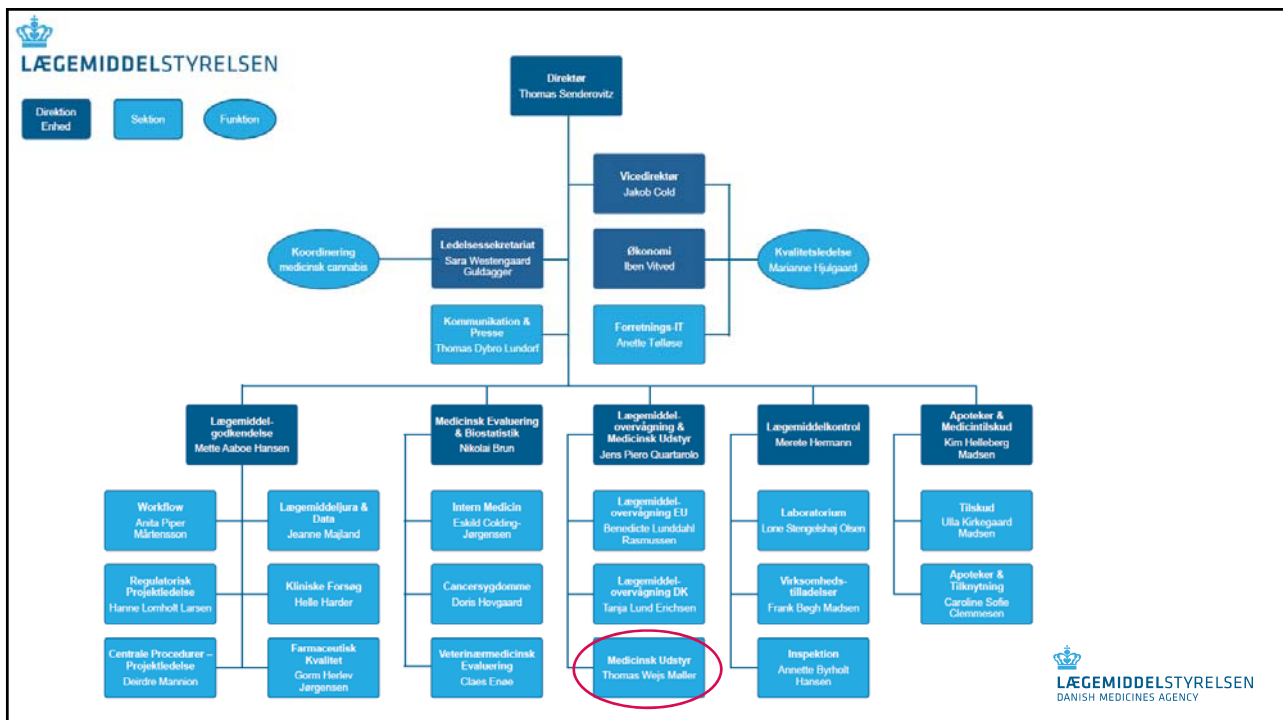 LÆGEMIDDELSTYRELSEN
Direktion
Enhed
Sektion
Funktion
Direktør
Thomas Senderovitz
Vicedirektør
Jakob Cold
Koordinering
medicinsk cannabis
Ledelsessekretariat
Sara Westengaard
Guldagger
Økonomi
Iben Vitved
Kvalitetsledelse
Marianne Hjulgaard
Kommunikation &
Presse
Thomas Dybro Lundorf
Forretnings-IT
Anette Tølløse
Lægemiddel-
godkendelse
Mette Aaboe Hansen
Medicinsk Evaluering
& Biostatistik
Nikolai Brun
Lægemiddel-
overvågning &
Medicinsk Udstyr
Jens Piero Quartarolo
Lægemiddelkontrol
Merete Hermann
Apoteker &
Medicintilskud
Kim Helleberg
Madsen
Workflow
Anita Piper
Mårtensson
Lægemiddeljura &
Data
Jeanne Majland
Intern Medicin
Eskild Colding-
Jørgensen
Lægemiddel-
overvågning EU
Benedicte Lunddahl
Rasmussen
Laboratorium
Lone Stengelshøj Olsen
Tilskud
Ulla Kirkegaard
Madsen
Regulatorisk
Projektledelse
Hanne Lomholt Larsen
Kliniske Forsøg
Helle Harder
Cancersygdomme
Doris Hovgaard
Lægemiddel-
overvågning DK
Tanja Lund Erichsen
Virksomheds-
tilladelser
Frank Bøgh Madsen
Apoteker &
Tilknytning
Caroline Sofie
Clemmesen
Centrale Procedurer –
Projektledelse
Deirdre Mannion
Farmaceutisk
Kvalitet
Gorm Herlev
Jørgensen
Veterinærmedicinsk
Evaluering
Claes Enøe
Medicinsk Udstyr
Thomas Wejs Møller
Inspektion
Annette Byrholt
Hansen
LÆGEMIDDELSTYRELSEN
DANISH MEDICINES AGENCY